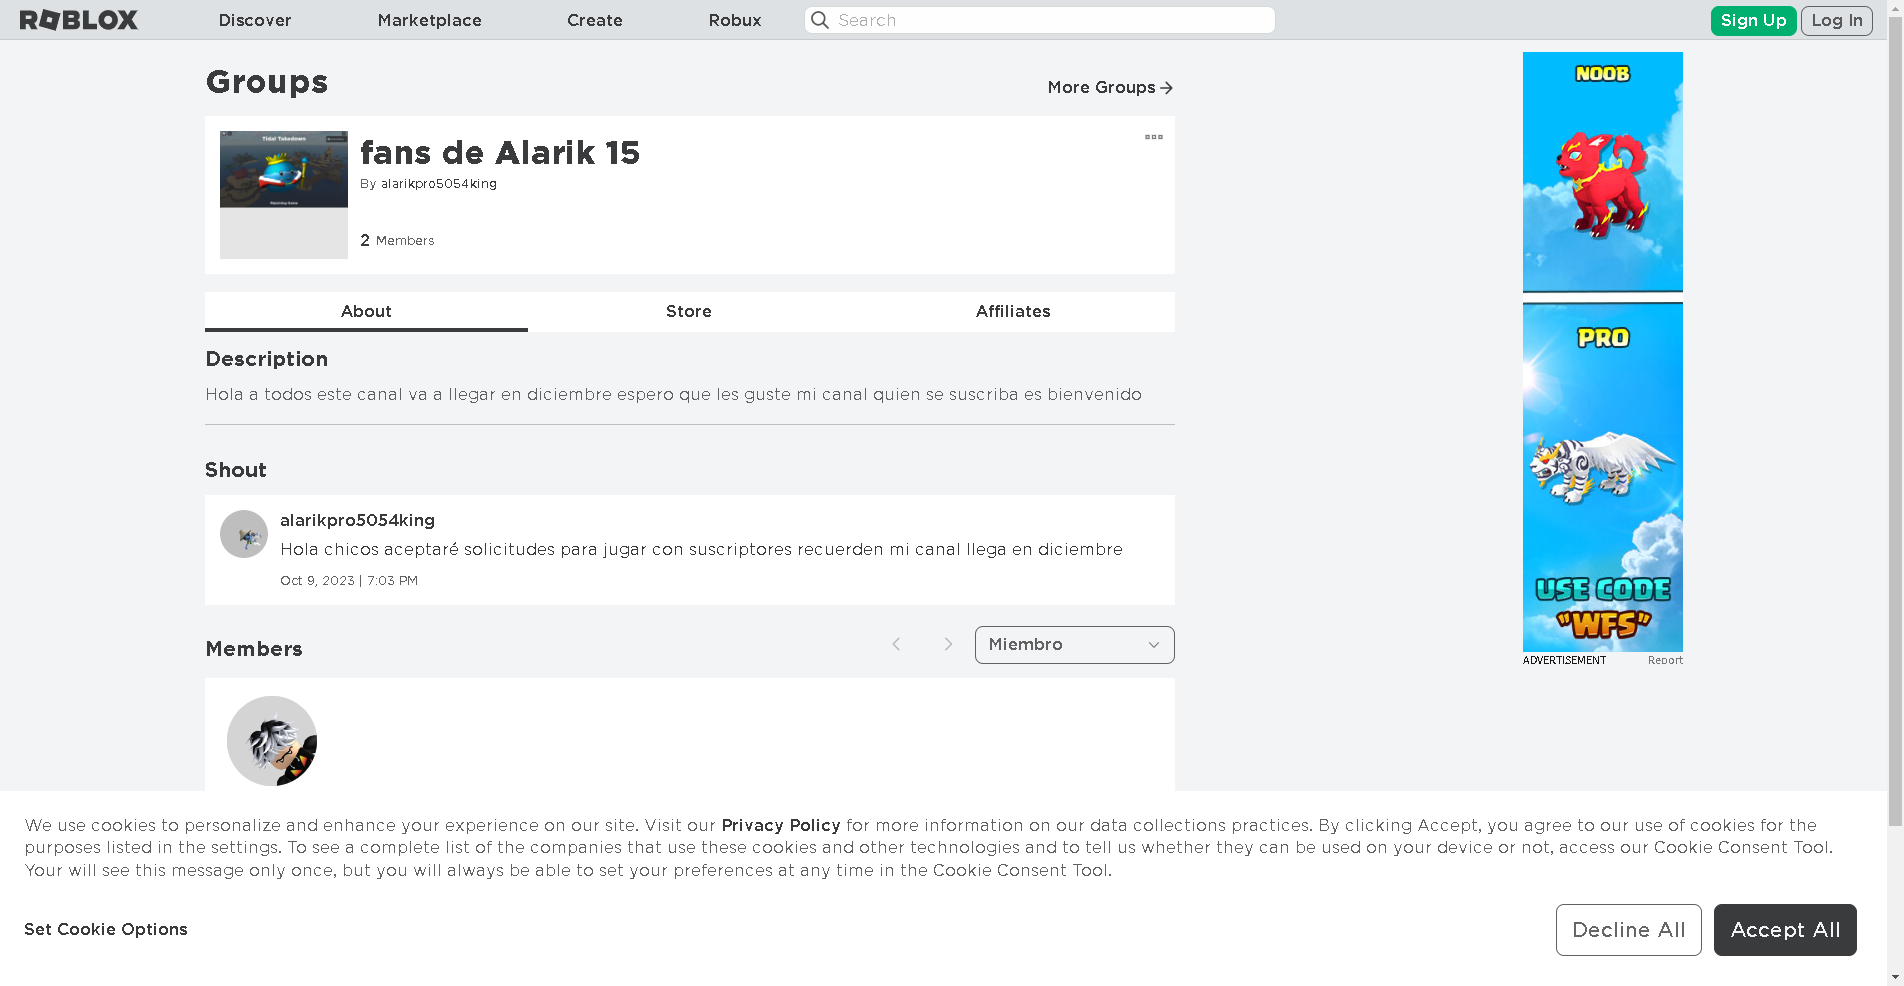 ROBLOX Discover Marketplace Create Robux Search Sign Up Log In
Groups
More Groups
Tidal Takedown
fans de Alarik 15
By alarikpro5054king
2 Members
About Store Affiliates
Description
Hola a todos este canal va a llegar en diciembre espero que les guste mi canal quien se suscriba es bienvenido
Shout
alarikpro5054king
Hola chicos aceptaré solicitudes para jugar con suscriptores recuerden mi canal llega en diciembre
Oct 9, 2023 | 7:03 PM
Members
Miembro
NOOB
PRO
USE CODE
"WFS"
ADVERTISEMENT Report
We use cookies to personalize and enhance your experience on our site. Visit our Privacy Policy for more information on our data collections practices. By clicking Accept, you agree to our use of cookies for the
purposes listed in the settings. To see a complete list of the companies that use these cookies and other technologies and to tell us whether they can be used on your device or not, access our Cookie Consent Tool.
Your will see this message only once, but you will always be able to set your preferences at any time in the Cookie Consent Tool.
Set Cookie Options
Decline All
Accept All